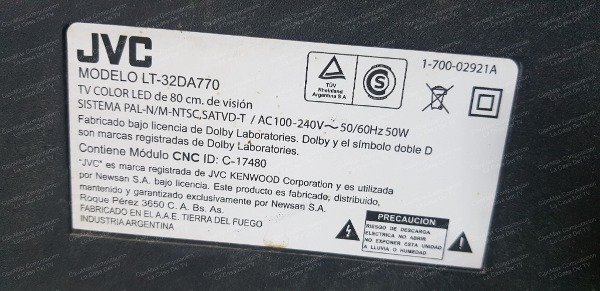 JVC
1-700-02921A
MODELO LT-32DA770
TV COLOR LED de 80 cm. de visión
SISTEMA PAL-N/M-NTSC,SATVD-T / AC100-240V~ 50/60Hz 50W
Fabricado bajo licencia de Dolby Laboratories. Dolby y el símbolo doble D
son marcas registradas de Dolby Laboratories.
Contiene Módulo CNC ID: C-17480
"JVC" es marca registrada de JVC KENWOOD Corporation y es utilizada
por Newsan S.A. bajo licencia. Este producto es fabricado, distribuido,
mantenido y garantizado exclusivamente por Newsan S.A.
Roque Pérez 3650 C.A. Bs. As.
FABRICADO EN EL A.A.E. TIERRA DEL FUEGO
INDUSTRIA ARGENTINA
TÜV
Rheinland
Argentina S A
S
PRECAUCION
RIESGO DE DESCARGA
ELECTRICA NO ABRIR
NO EXPONER ESTA UNIDAD
A LLUVIA O HUMEDAD